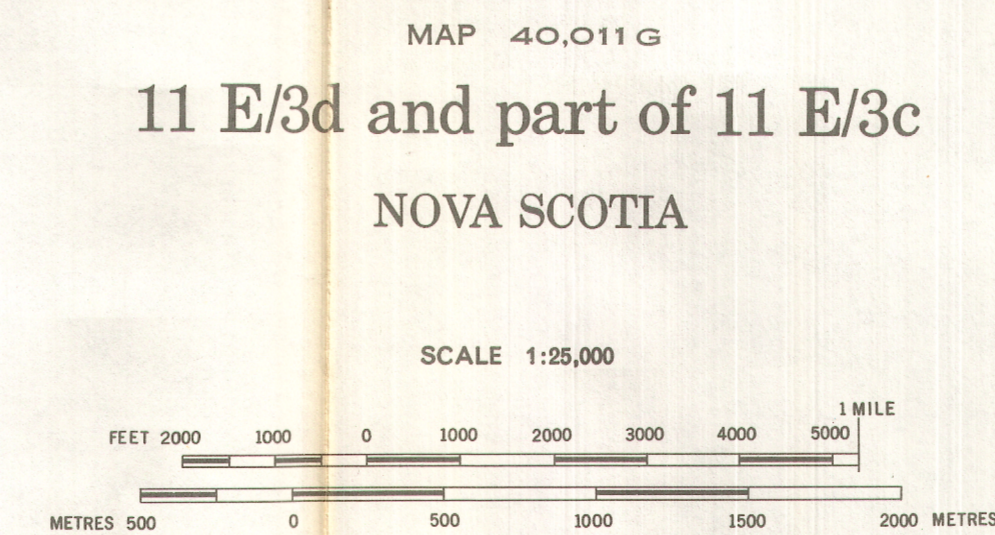 MAP 40,011 G
11 E/3d and part of 11 E/3c
NOVA SCOTIA
SCALE 1:25,000
1 MILE
FEET 2000 1000 0 1000 2000 3000 4000 5000
METRES 500 0 500 1000 1500 2000 METRES